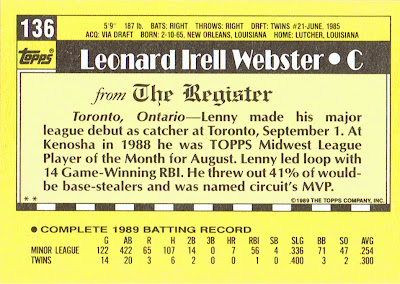 136
5'9" 187 lb. BATS: RIGHT THROWS: RIGHT DRFT: TWINS #21-JUNE, 1985
ACQ: VIA DRAFT BORN: 2-10-65, NEW ORLEANS, LOUISIANA HOME: LUTCHER, LOUISIANA
Topps
Leonard Irell Webster • C
from The Register
Toronto, Ontario—Lenny made his major
league debut as catcher at Toronto, September 1. At
Kenosha in 1988 he was TOPPS Midwest League
Player of the Month for August. Lenny led loop with
14 Game-Winning RBI. He threw out 41% of would-
be base-stealers and was named circuit's MVP.
**
©1989 THE TOPPS COMPANY, INC.
• COMPLETE 1989 BATTING RECORD
G AB R H 2B 3B HR RBI SB SLG BB SO AVG
MINOR LEAGUE 122 422 65 107 14 0 7 56 4 .336 71 47 .254
TWINS 14 20 3 6 2 0 0 1 0 .400 3 2 .300